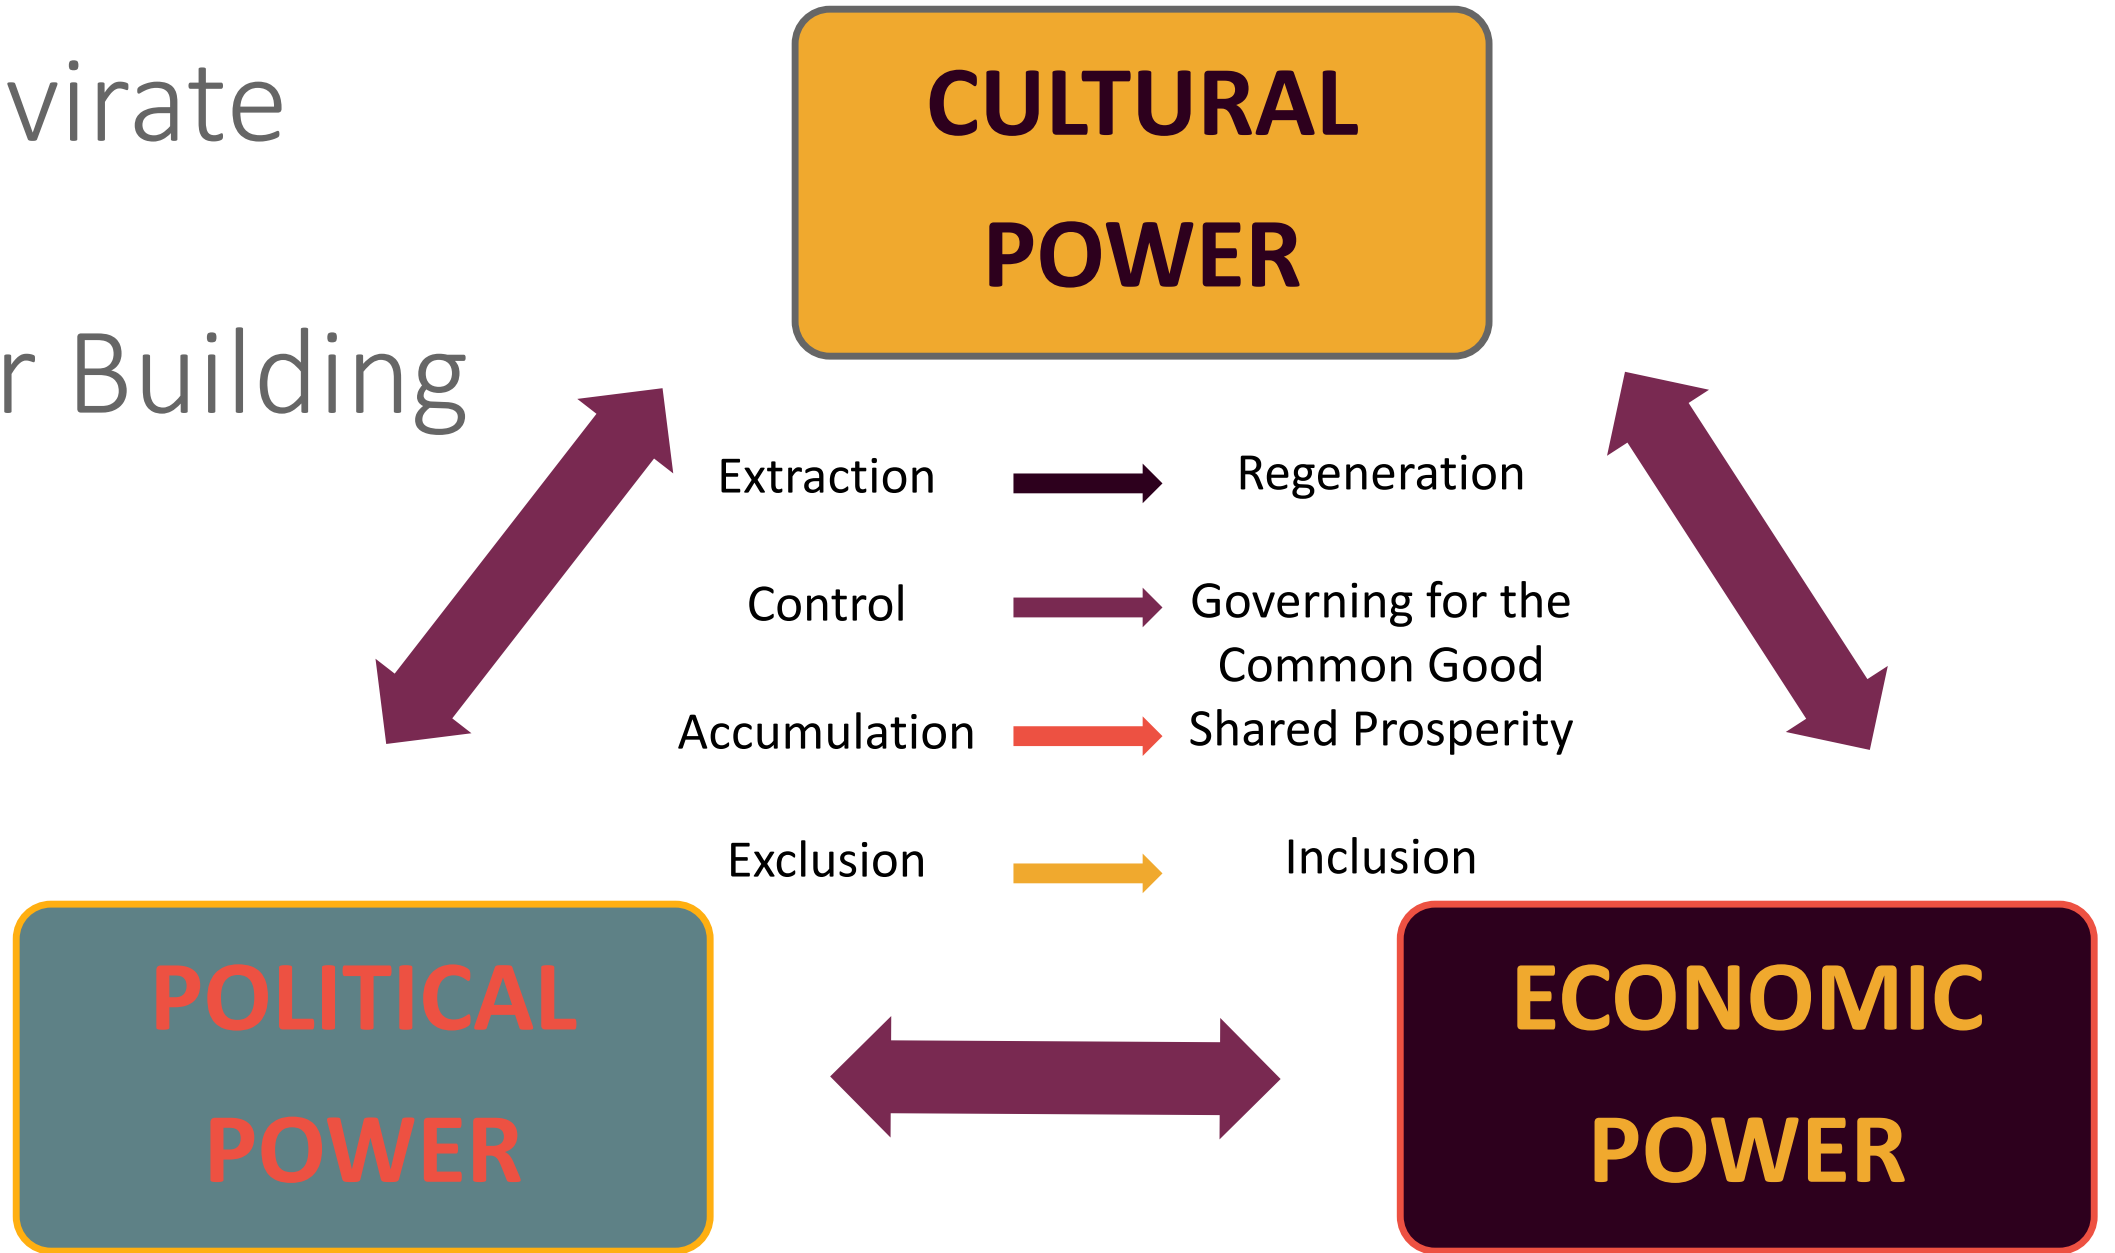 virate
r Building
CULTURAL
POWER
Extraction
Regeneration
Control
Governing for the
Common Good
Accumulation
Shared Prosperity
Exclusion
Inclusion
POLITICAL
POWER
ECONOMIC
POWER